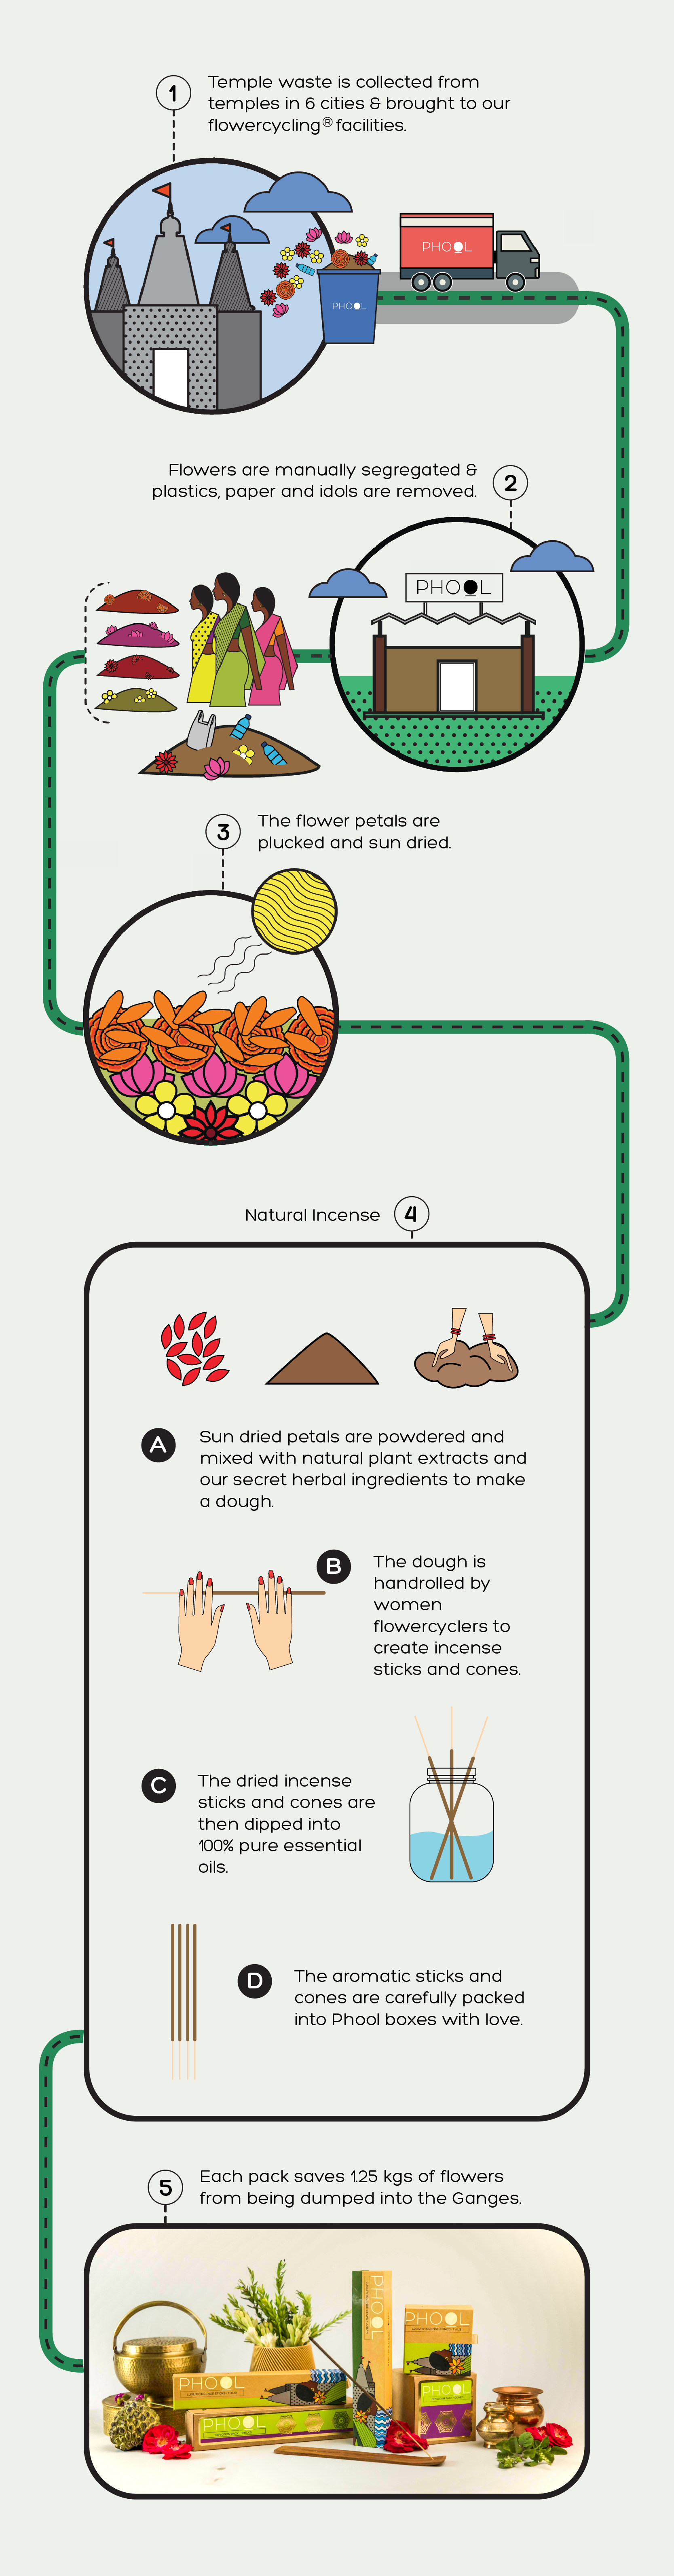 1
Temple waste is collected from
temples in 6 cities & brought to our
flowercycling® facilities.
PHOOL
PHOOL
Flowers are manually segregated &
plastics, paper and idols are removed.
2
PHOOL
3
The flower petals are
plucked and sun dried.
Natural Incense
4
A
Sun dried petals are powdered and
mixed with natural plant extracts and
our secret herbal ingredients to make
a dough.
B
The dough is
handrolled by
women
flowercyclers to
create incense
sticks and cones.
C
The dried incense
sticks and cones are
then dipped into
100% pure essential
oils.
D
The aromatic sticks and
cones are carefully packed
into Phool boxes with love.
5
Each pack saves 1.25 kgs of flowers
from being dumped into the Ganges.
PHOOL
PHOOL
PHOOL
PHOOL
PHOOL